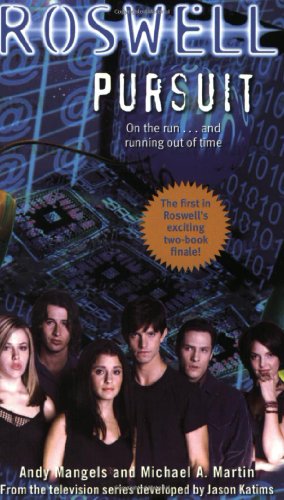 ROSWELL
PURSUIT
On the run . . . and
running out of time
The first in
Roswell's
exciting
two-book
finale!
Andy Mangels and Michael A. Martin
From the television series developed by Jason Katims